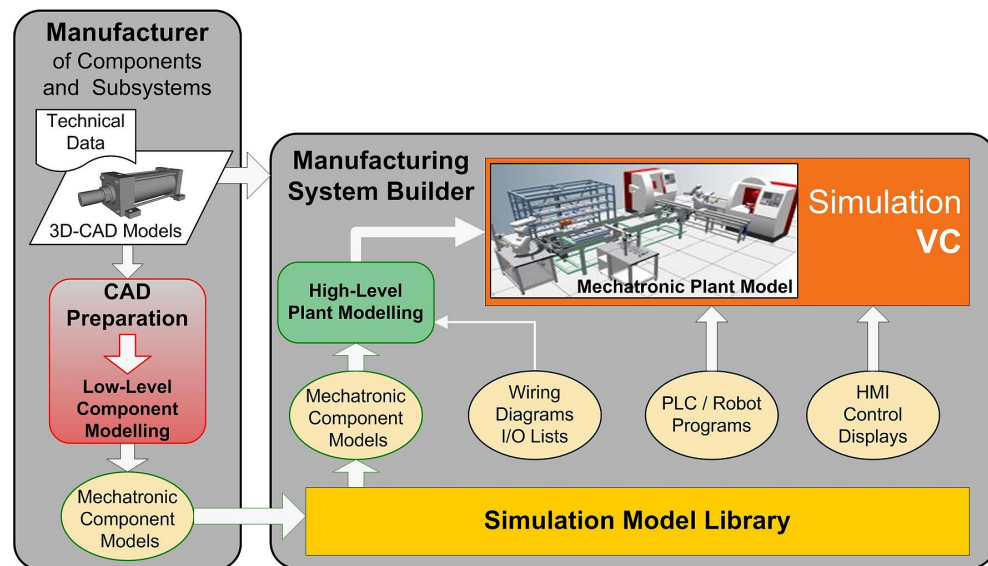 Manufacturer
of Components
and Subsystems
Technical
Data
3D-CAD Models
CAD
Preparation
Low-Level
Component
Modelling
Mechatronic
Component
Models
Manufacturing
System Builder
Simulation
VC
Mechatronic Plant Model
High-Level
Plant Modelling
Mechatronic
Component
Models
Wiring
Diagrams
I/O Lists
PLC / Robot
Programs
HMI
Control
Displays
Simulation Model Library